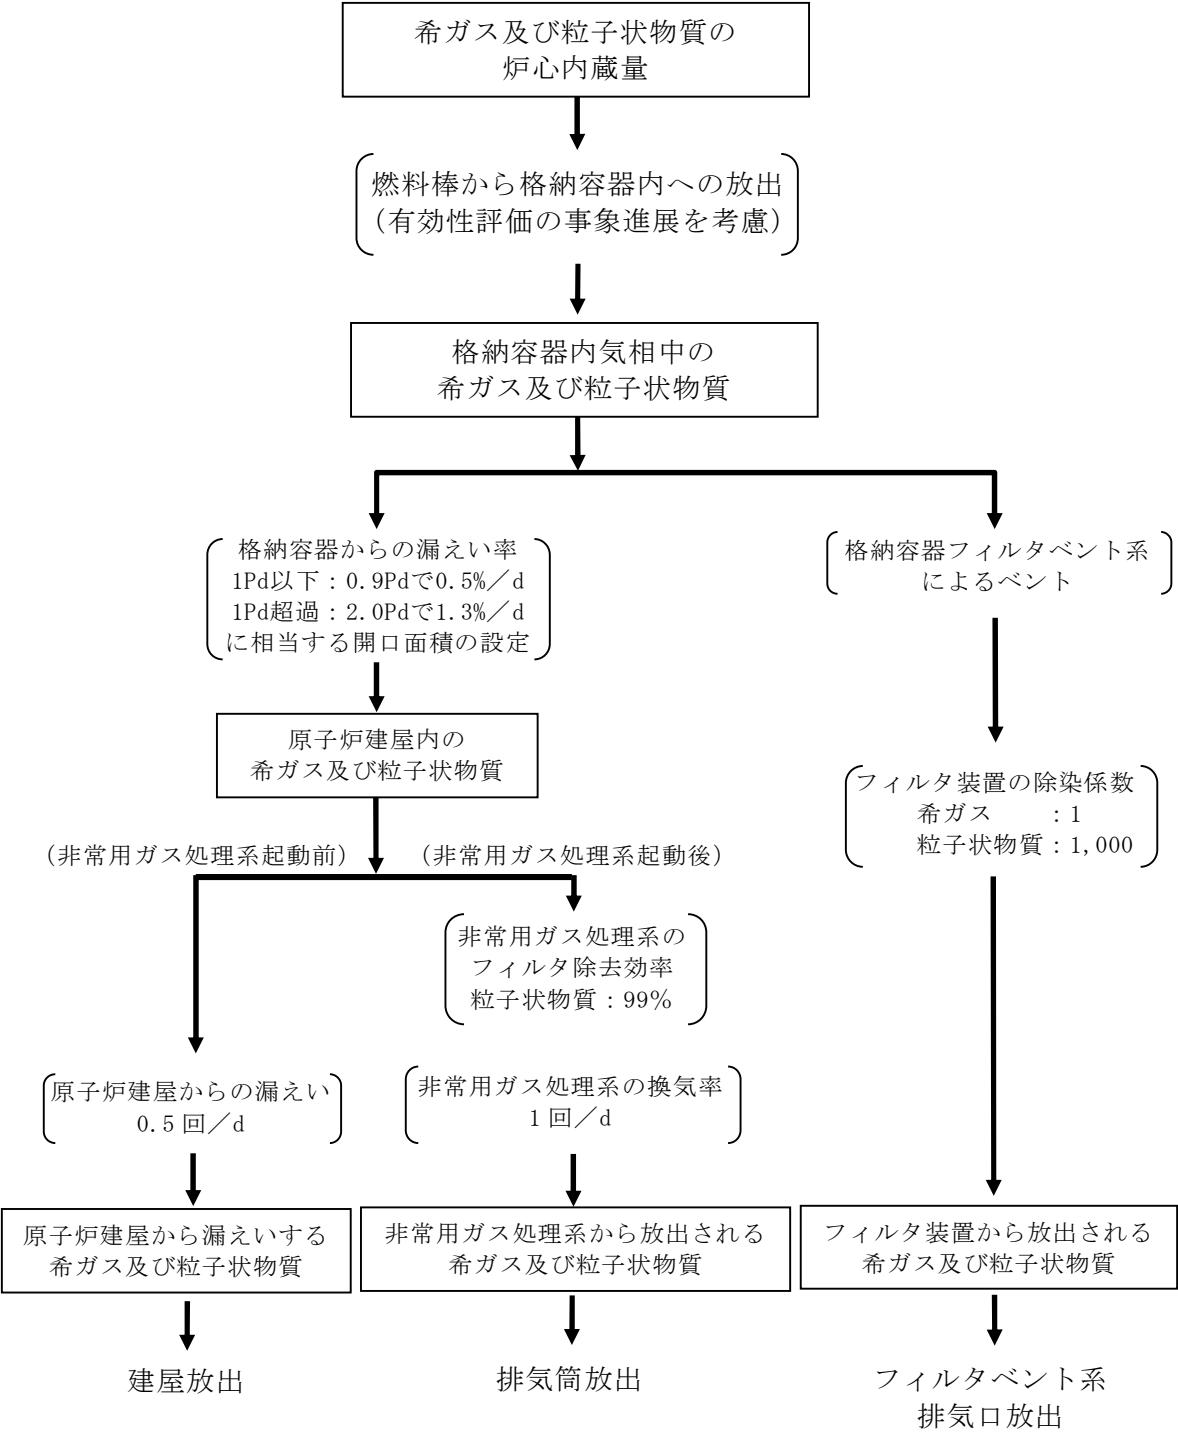 希ガス及び粒子状物質の
炉心内蔵量
燃料棒から格納容器内への放出
（有効性評価の事象進展を考慮）
格納容器内気相中の
希ガス及び粒子状物質
格納容器からの漏えい率
1Pd以下：0.9Pdで0.5%／d
1Pd超過：2.0Pdで1.3%／d
に相当する開口面積の設定
格納容器フィルタベント系
によるベント
原子炉建屋内の
希ガス及び粒子状物質
フィルタ装置の除染係数
希ガス　　：1
粒子状物質：1,000
（非常用ガス処理系起動前）
（非常用ガス処理系起動後）
非常用ガス処理系の
フィルタ除去効率
粒子状物質：99％
原子炉建屋からの漏えい
0.5 回／d
非常用ガス処理系の換気率
1 回／d
原子炉建屋から漏えいする
希ガス及び粒子状物質
非常用ガス処理系から放出される
希ガス及び粒子状物質
フィルタ装置から放出される
希ガス及び粒子状物質
建屋放出
排気筒放出
フィルタベント系
排気口放出